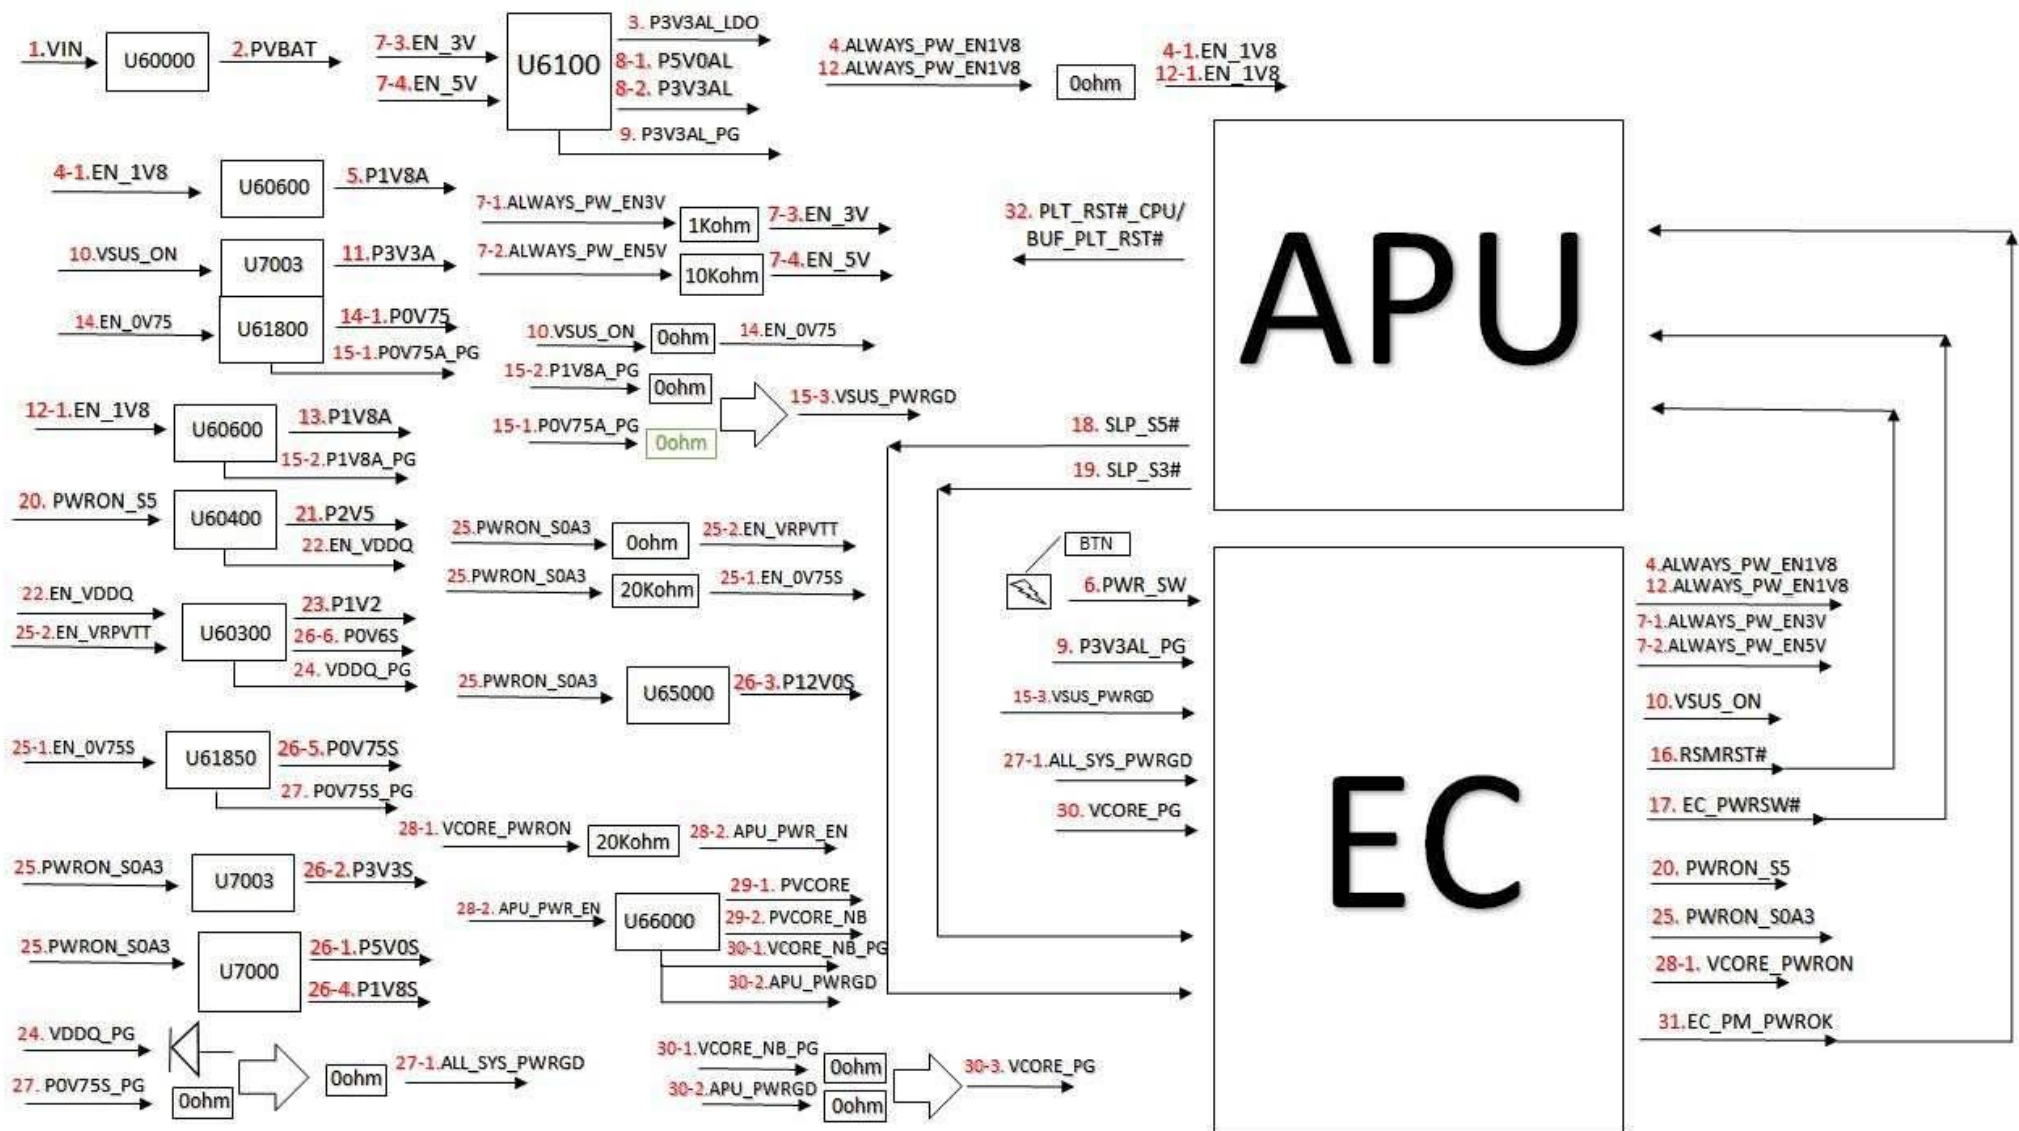 1.VIN
U60000
2.PVBAT
7-3.EN_3V
7-4.EN_5V
U6100
3. P3V3AL_LDO
8-1. P5V0AL
8-2. P3V3AL
9. P3V3AL_PG
4.ALWAYS_PW_EN1V8
12.ALWAYS_PW_EN1V8
0ohm
4-1.EN_1V8
12-1.EN_1V8
4-1.EN_1V8
U60600
5.P1V8A
7-1.ALWAYS_PW_EN3V
1Kohm
7-3.EN_3V
7-2.ALWAYS_PW_EN5V
10Kohm
7-4.EN_5V
10.VSUS_ON
U7003
11.P3V3A
14.EN_0V75
U61800
14-1.P0V75
15-1.P0V75A_PG
10.VSUS_ON
0ohm
14.EN_0V75
15-2.P1V8A_PG
0ohm
15-1.P0V75A_PG
0ohm
15-3.VSUS_PWRGD
12-1.EN_1V8
U60600
13.P1V8A
15-2.P1V8A_PG
20. PWRON_S5
U60400
21.P2V5
22.EN_VDDQ
25.PWRON_S0A3
0ohm
25-2.EN_VRPVTT
25.PWRON_S0A3
20Kohm
25-1.EN_0V75S
22.EN_VDDQ
25-2.EN_VRPVTT
U60300
23.P1V2
26-6. P0V6S
24. VDDQ_PG
25.PWRON_S0A3
U65000
26-3.P12V0S
25-1.EN_0V75S
U61850
26-5.P0V75S
27. P0V75S_PG
28-1. VCORE_PWRON
20Kohm
28-2. APU_PWR_EN
25.PWRON_S0A3
U7003
26-2.P3V3S
28-2. APU_PWR_EN
U66000
29-1. PVCORE
29-2. PVCORE_NB
30-1.VCORE_NB_PG
30-2.APU_PWRGD
25.PWRON_S0A3
U7000
26-1.P5V0S
26-4.P1V8S
24. VDDQ_PG
27. P0V75S_PG
0ohm
0ohm
27-1.ALL_SYS_PWRGD
30-1.VCORE_NB_PG
0ohm
30-2.APU_PWRGD
0ohm
30-3. VCORE_PG
32. PLT_RST#_CPU/
BUF_PLT_RST#
APU
18. SLP_S5#
19. SLP_S3#
BTN
6.PWR_SW
9. P3V3AL_PG
15-3.VSUS_PWRGD
27-1.ALL_SYS_PWRGD
30. VCORE_PG
EC
4.ALWAYS_PW_EN1V8
12.ALWAYS_PW_EN1V8
7-1.ALWAYS_PW_EN3V
7-2.ALWAYS_PW_EN5V
10.VSUS_ON
16.RSMRST#
17. EC_PWRSW#
20. PWRON_S5
25. PWRON_S0A3
28-1. VCORE_PWRON
31.EC_PM_PWROK